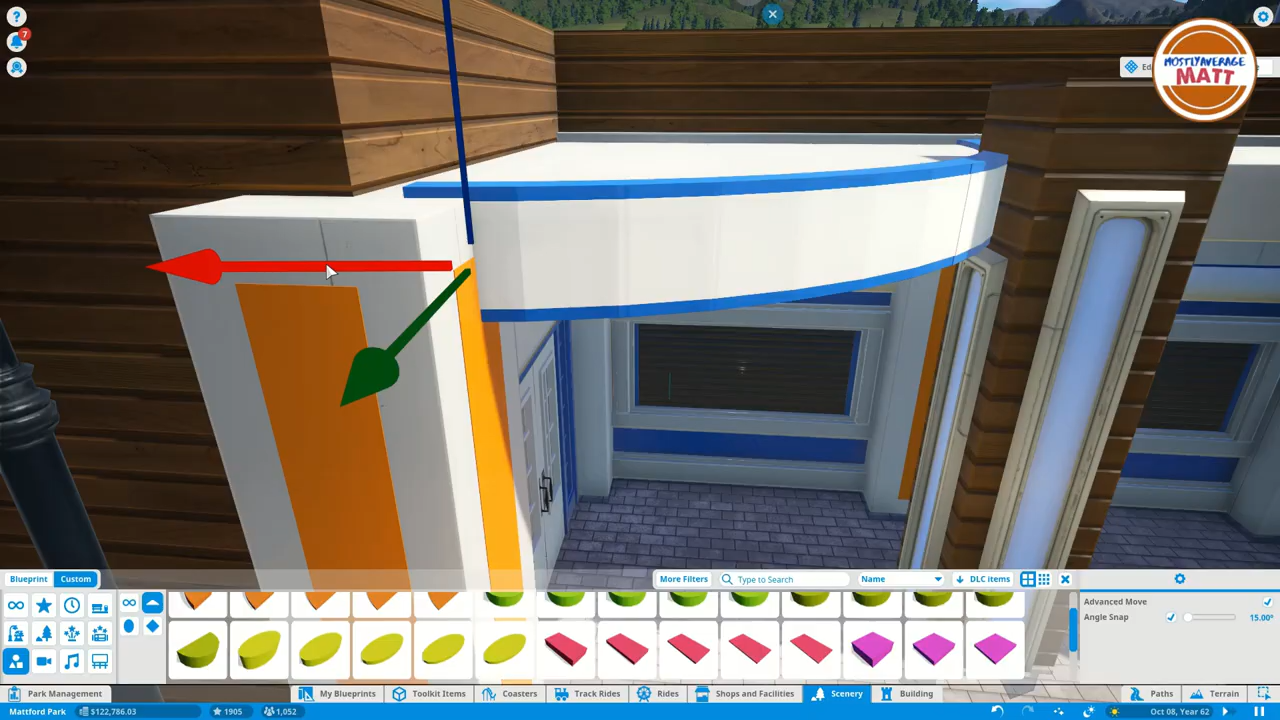 ?
7
MOSTLYAVERAGE
MATT
Blueprint
Custom
More Filters
Type to Search
Name
DLC items
Advanced Move
Angle Snap
15.00°
Park Management
My Blueprints
Toolkit Items
Coasters
Track Rides
Rides
Shops and Facilities
Scenery
Building
Paths
Terrain
Mattford Park
$122,786.03
1905
1,052
Oct 08, Year 62